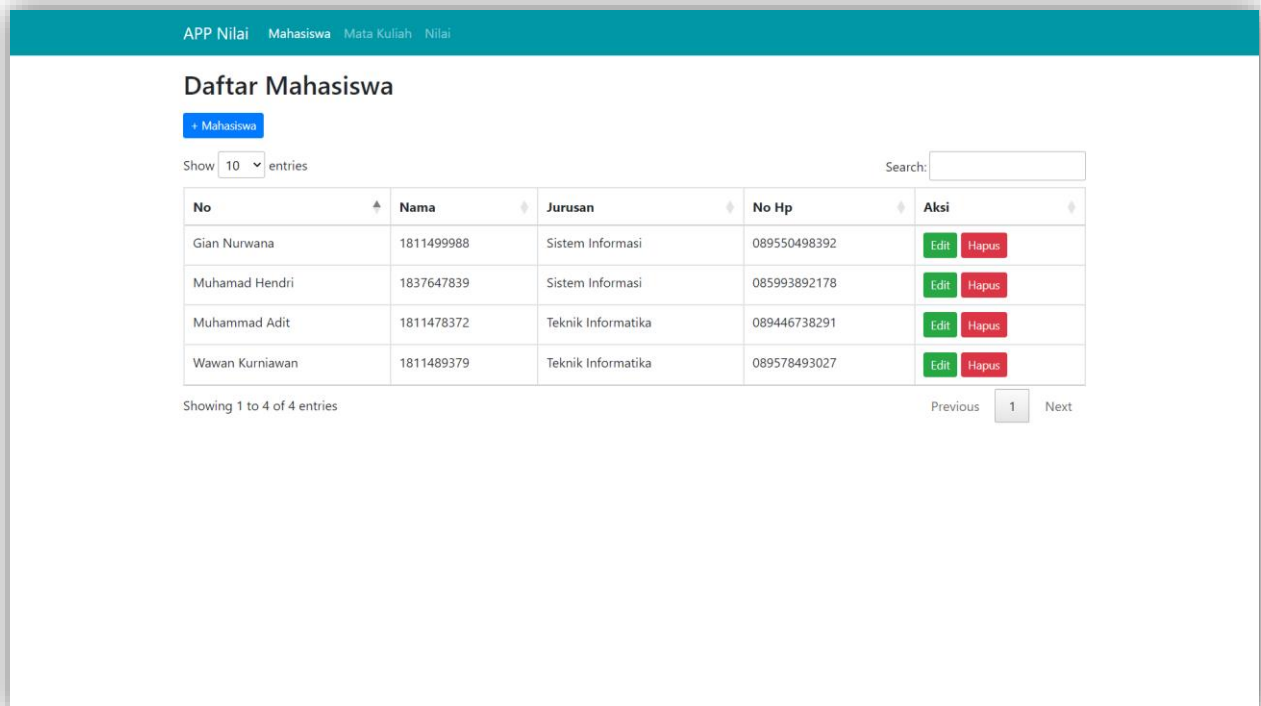 APP Nilai Mahasiswa Mata Kuliah Nilai
Daftar Mahasiswa
+ Mahasiswa
Show 10 entries Search:
No Nama Jurusan No Hp Aksi
Gian Nurwana 1811499988 Sistem Informasi 089550498392 Edit Hapus
Muhamad Hendri 1837647839 Sistem Informasi 085993892178 Edit Hapus
Muhammad Adit 1811478372 Teknik Informatika 089446738291 Edit Hapus
Wawan Kurniawan 1811489379 Teknik Informatika 089578493027 Edit Hapus
Showing 1 to 4 of 4 entries Previous 1 Next